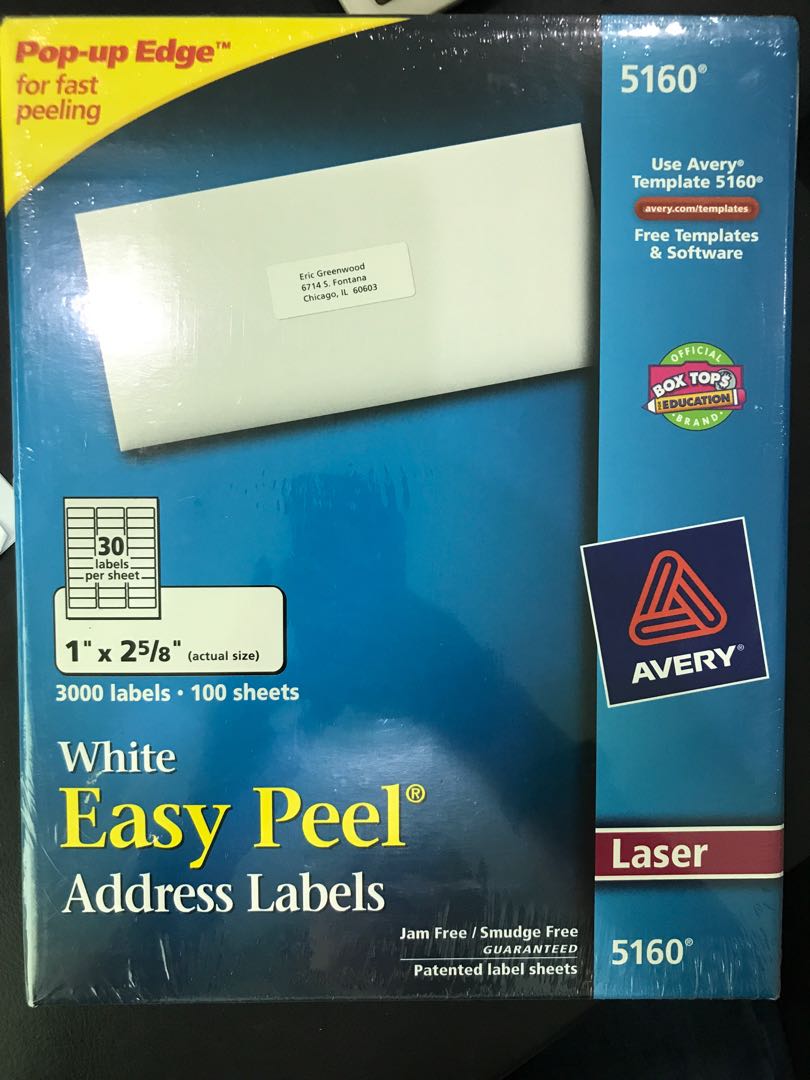 Pop-up Edge™
for fast
peeling
5160®
Use Avery®
Template 5160®
avery.com/templates
Free Templates
& Software
Eric Greenwood
6714 S. Fontana
Chicago, IL 60603
OFFICIAL
BOX TOPS
FOR EDUCATION
BRAND
30
labels
per sheet
1" x 25/8" (actual size)
3000 labels • 100 sheets
AVERY®
White
Easy Peel®
Address Labels
Laser
Jam Free / Smudge Free
GUARANTEED
Patented label sheets
5160®